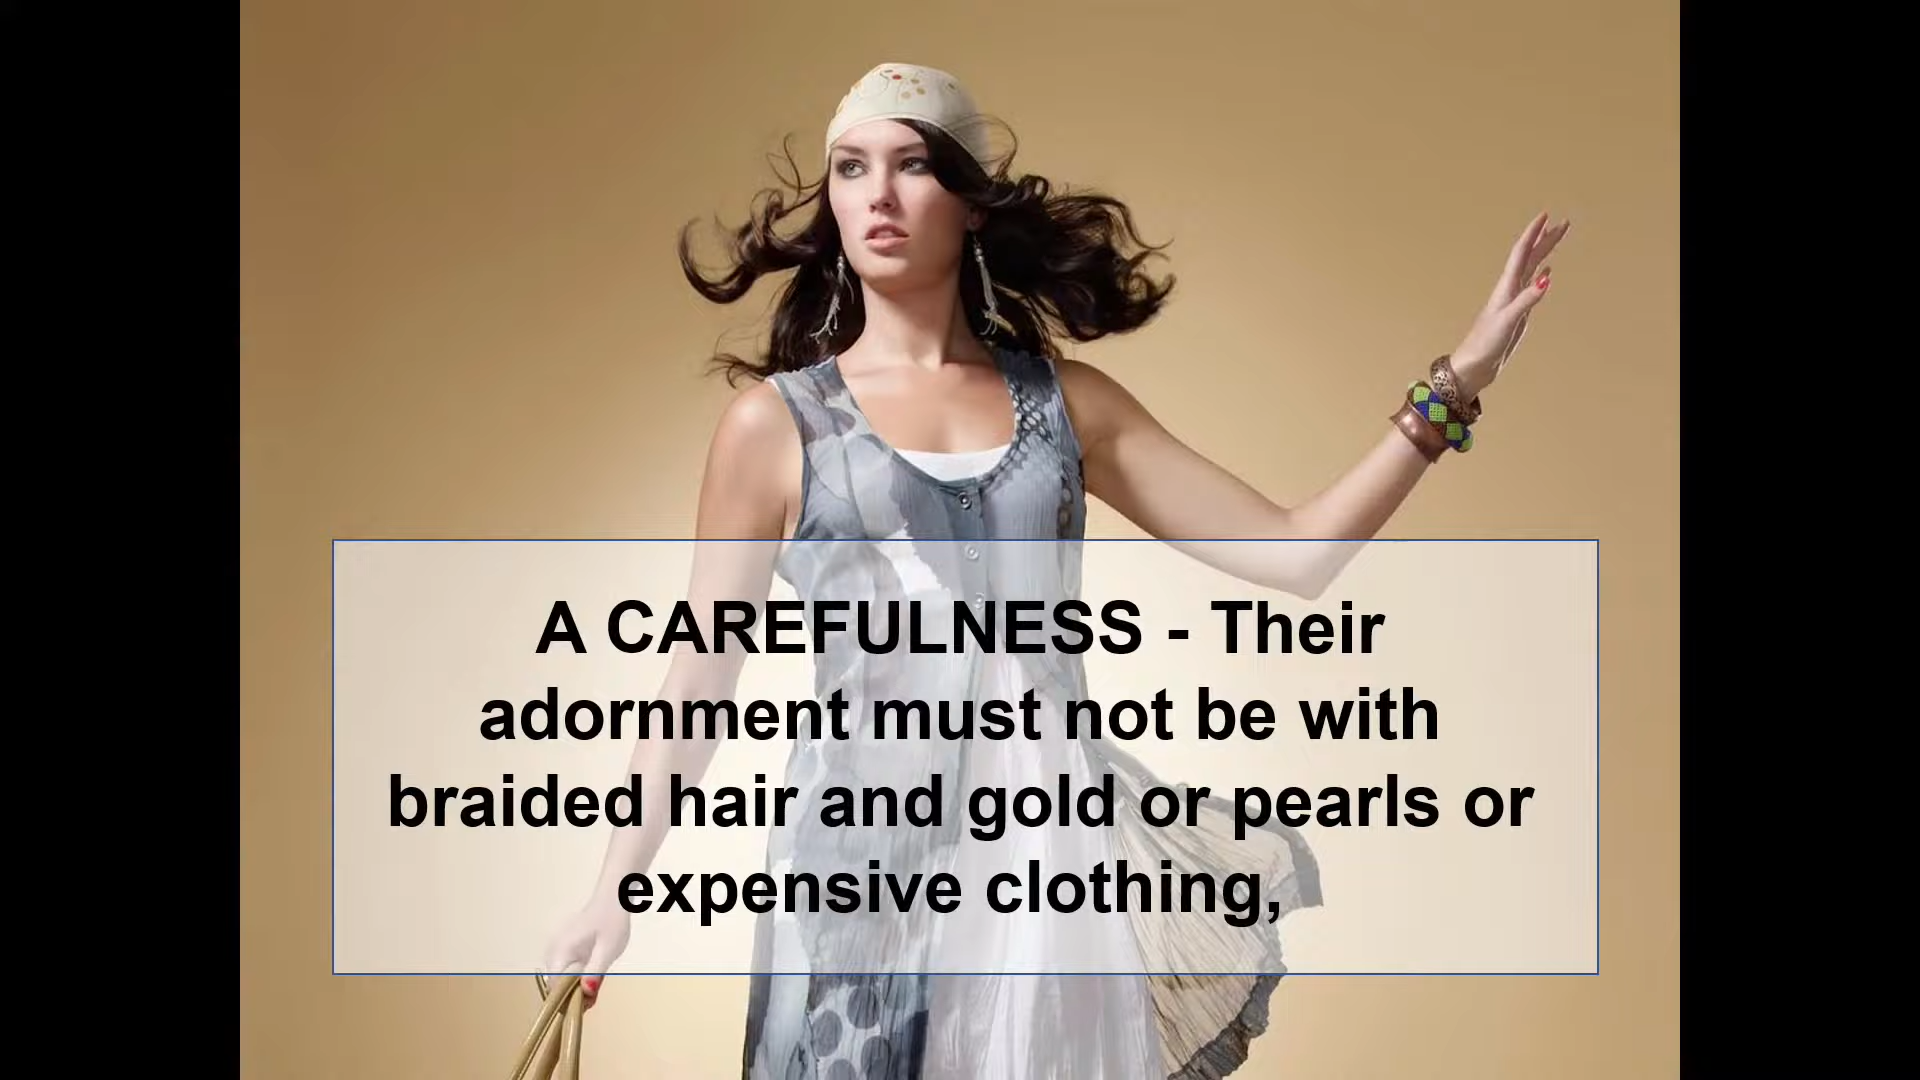 A CAREFULNESS - Their
adornment must not be with
braided hair and gold or pearls or
expensive clothing,